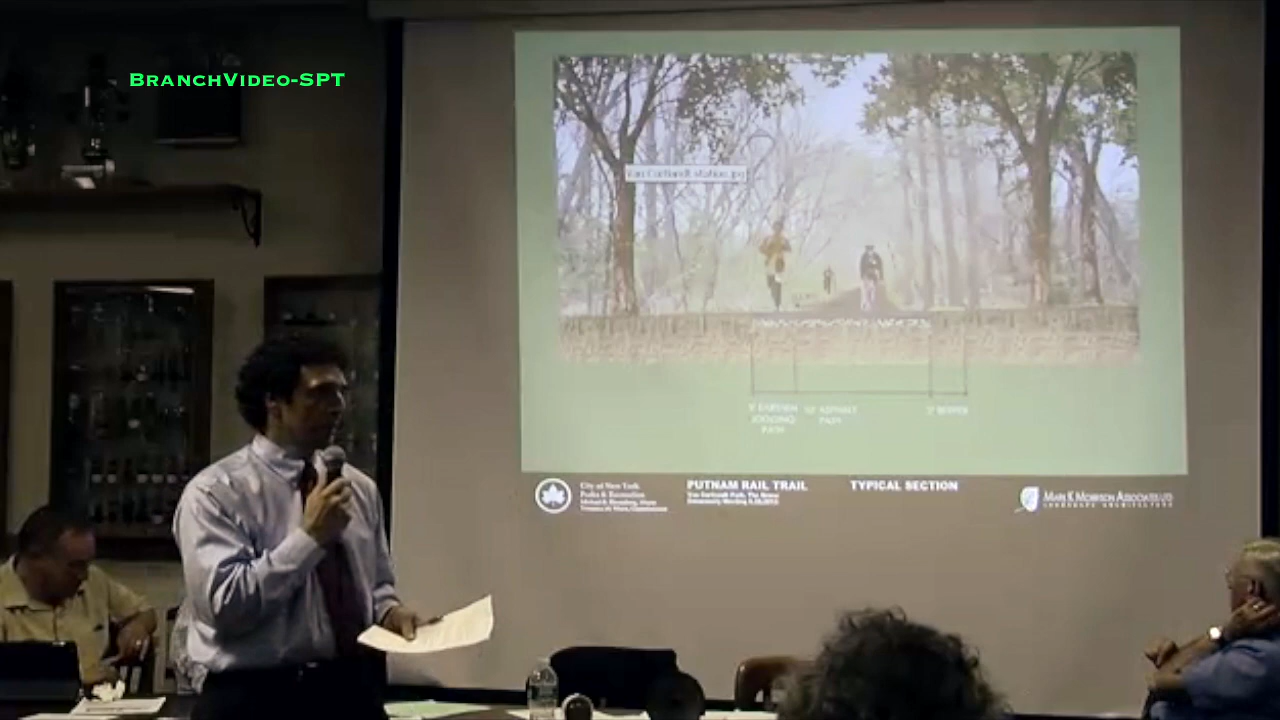 BranchVideo-SPT
Van Cortlandt station.jpg
5' EARTHEN
JOGGING
PATH
10' ASPHALT
PATH
2' BUFFER
City of New York
Parks & Recreation
PUTNAM RAIL TRAIL
Van Cortlandt Park, The Bronx
TYPICAL SECTION
Mark K Morrison Associates Ltd
LANDSCAPE ARCHITECTURE